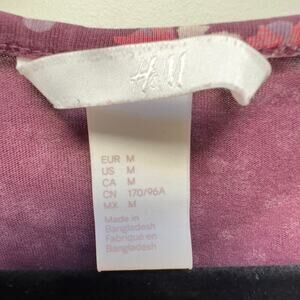 H&M
EUR M
US M
CA M
CN 170/96A
MX M
Made in
Bangladesh
Fabriqué en
Bangladesh